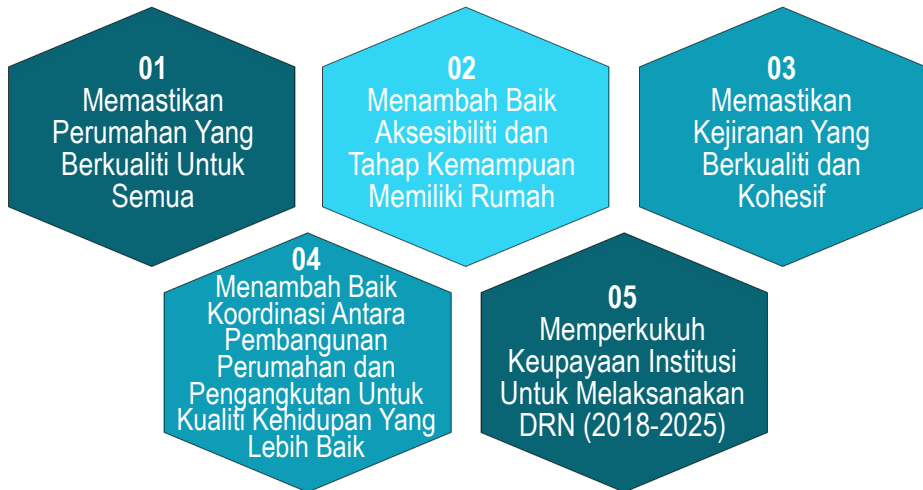 01
Memastikan
Perumahan Yang
Berkualiti Untuk
Semua
02
Menambah Baik
Aksesibiliti dan
Tahap Kemampuan
Memiliki Rumah
03
Memastikan
Kejiranan Yang
Berkualiti dan
Kohesif
04
Menambah Baik
Koordinasi Antara
Pembangunan
Perumahan dan
Pengangkutan Untuk
Kualiti Kehidupan Yang
Lebih Baik
05
Memperkukuh
Keupayaan Institusi
Untuk Melaksanakan
DRN (2018-2025)